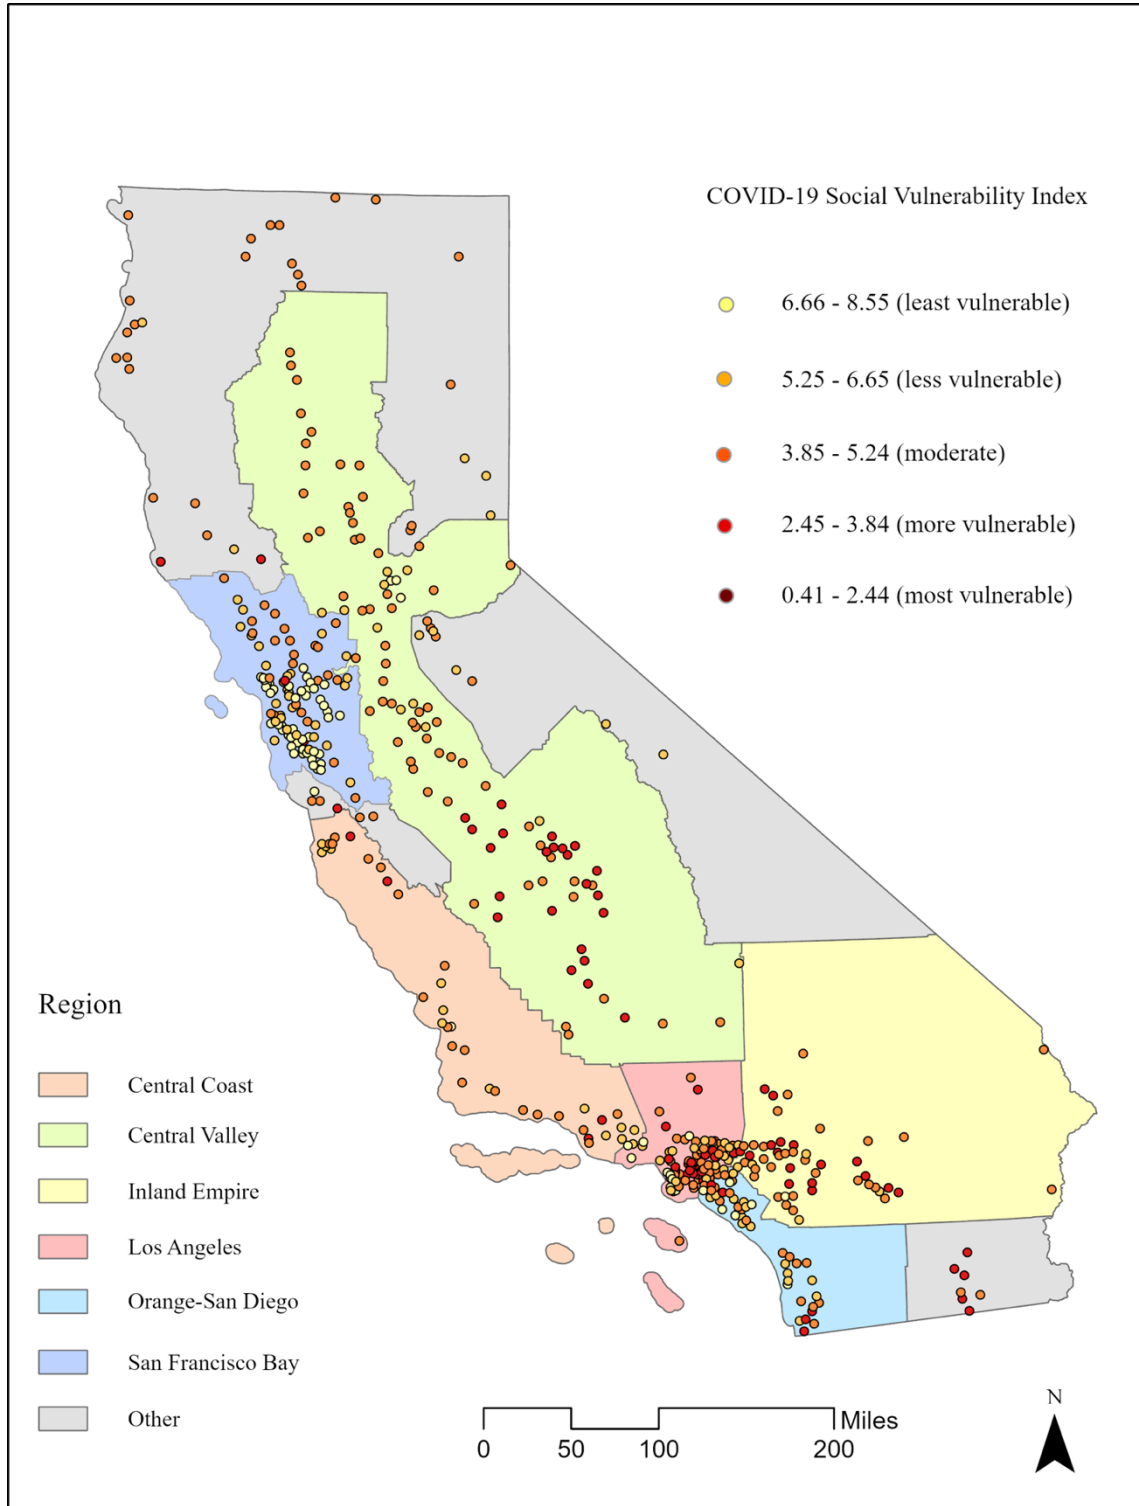 COVID-19 Social Vulnerability Index
6.66 - 8.55 (least vulnerable)
5.25 - 6.65 (less vulnerable)
3.85 - 5.24 (moderate)
2.45 - 3.84 (more vulnerable)
0.41 - 2.44 (most vulnerable)
Region
Central Coast
Central Valley
Inland Empire
Los Angeles
Orange-San Diego
San Francisco Bay
Other
N
Miles
0 50 100 200